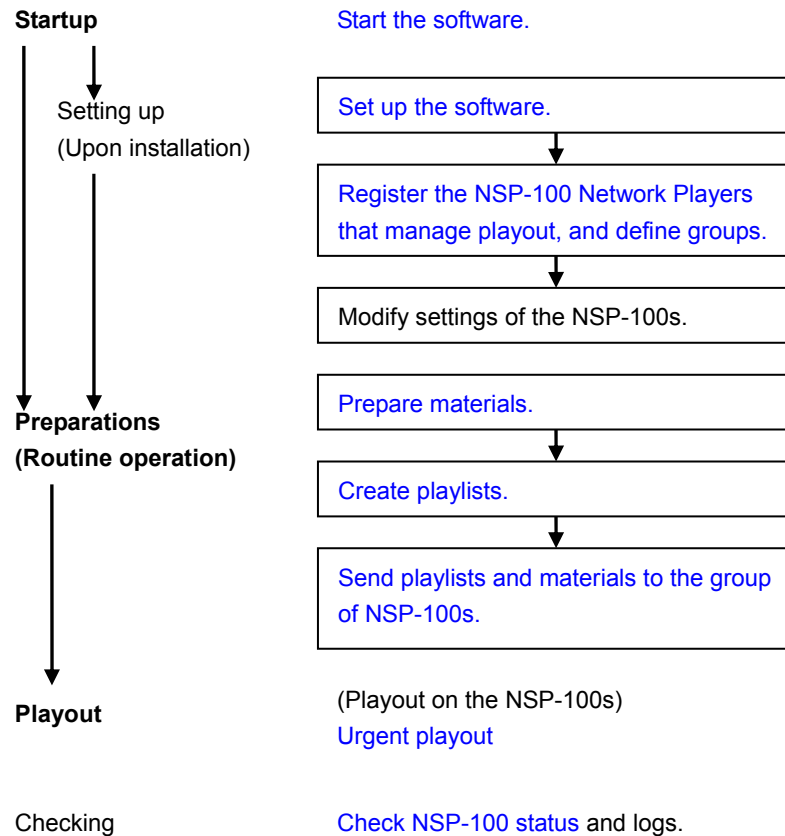 Startup
Start the software.
Setting up
(Upon installation)
Set up the software.
Register the NSP-100 Network Players
that manage playout, and define groups.
Modify settings of the NSP-100s.
Preparations
(Routine operation)
Prepare materials.
Create playlists.
Send playlists and materials to the group
of NSP-100s.
Playout
(Playout on the NSP-100s)
Urgent playout
Checking
Check NSP-100 status and logs.